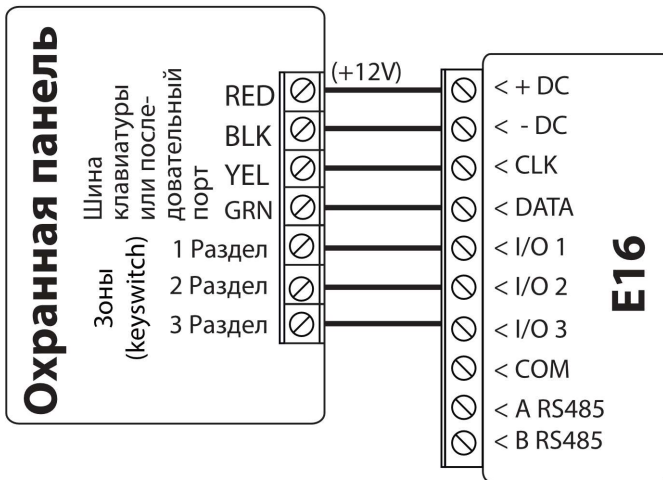 Охранная панель
Шина
клавиатуры
или после-
довательный
порт
Зоны
(keyswitch)
RED
BLK
YEL
GRN
1 Раздел
2 Раздел
3 Раздел
(+12V)
< + DC
< - DC
< CLK
< DATA
< I/O 1
< I/O 2
< I/O 3
< COM
< A RS485
< B RS485
E16